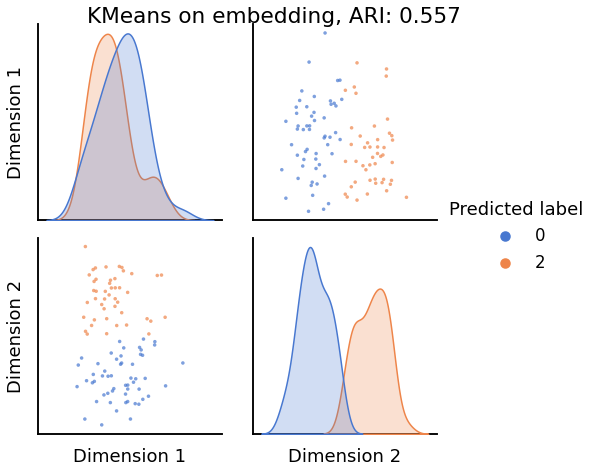 KMeans on embedding, ARI: 0.557
Dimension 1
Dimension 2
Dimension 1
Dimension 2
Predicted label
0
2